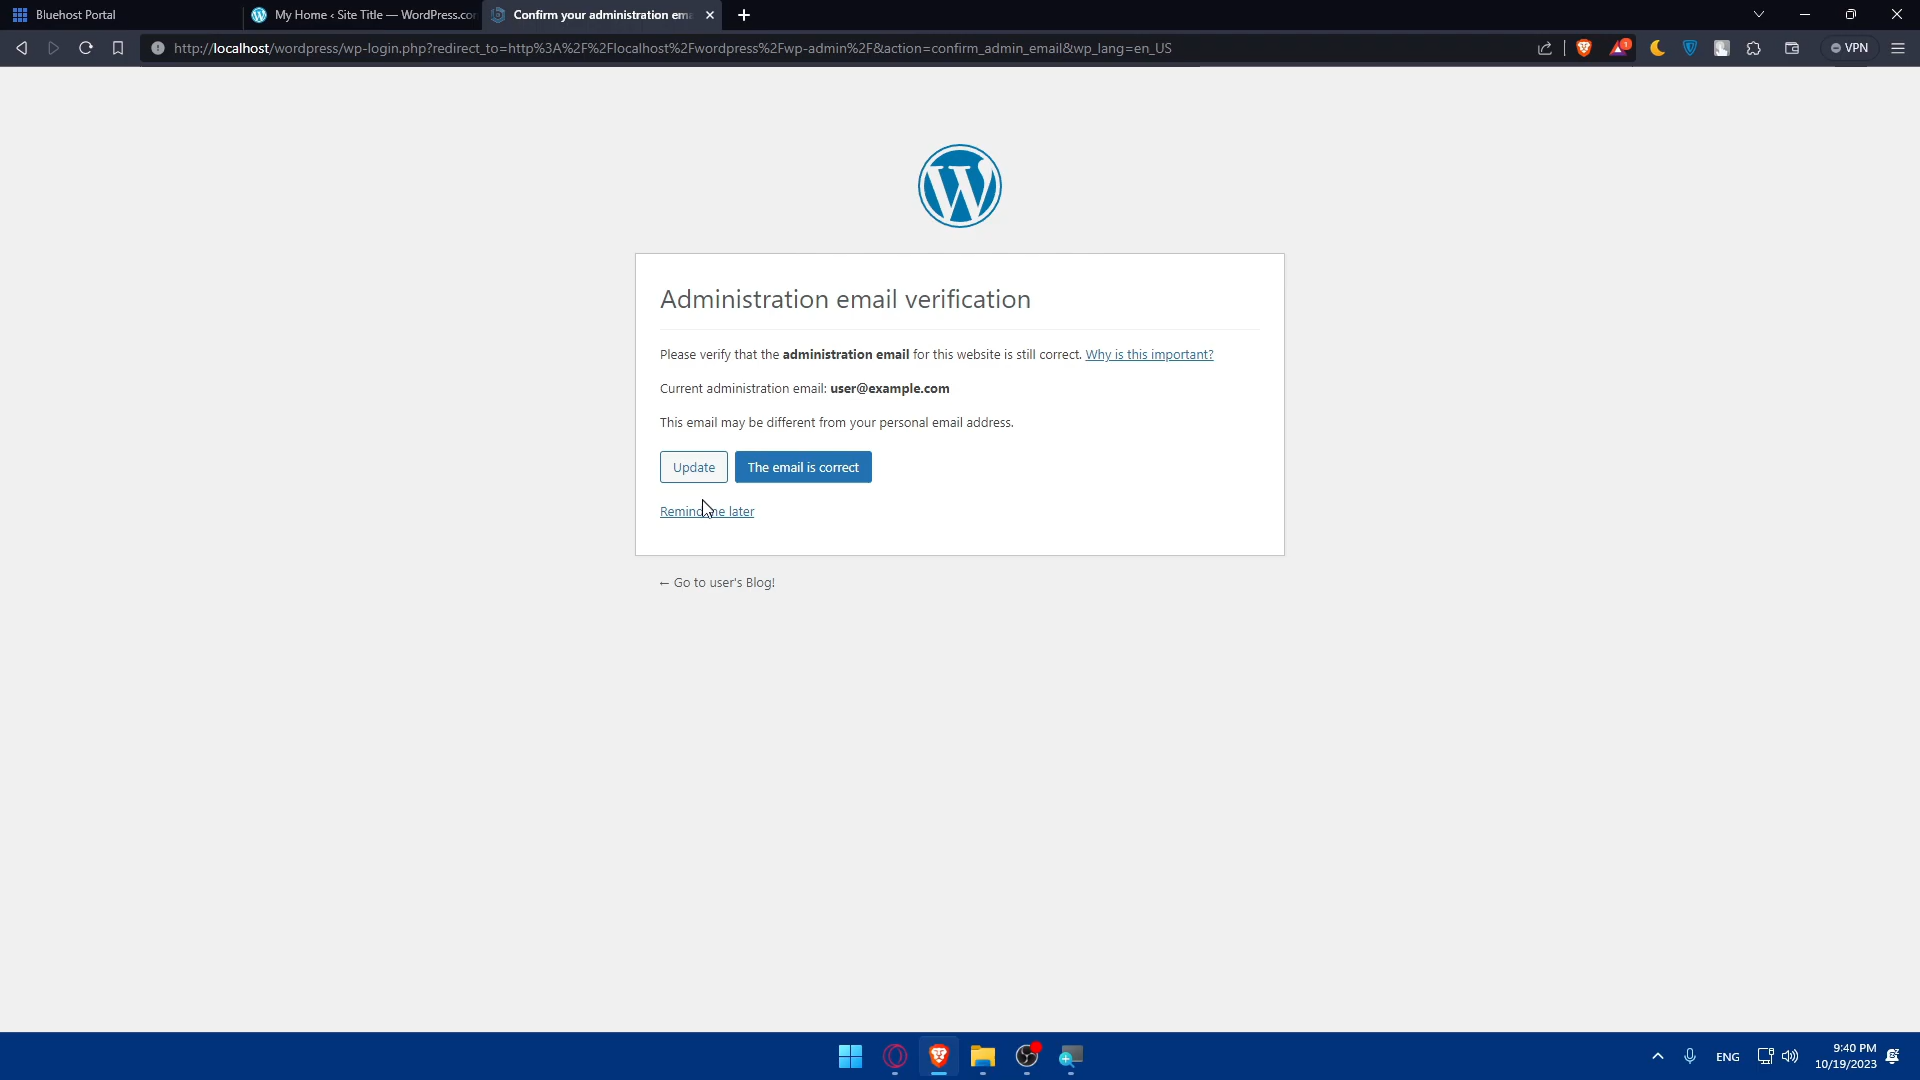 Bluehost Portal
My Home ‹ Site Title — WordPress.co
Confirm your administration em
http://localhost/wordpress/wp-login.php?redirect_to=http%3A%2F%2Flocalhost%2Fwordpress%2Fwp-admin%2F&action=confirm_admin_email&wp_lang=en_US
1
VPN
Administration email verification
Please verify that the administration email for this website is still correct. Why is this important?
Current administration email: user@example.com
This email may be different from your personal email address.
Update
The email is correct
Remind me later
← Go to user's Blog!
ENG
9:40 PM
10/19/2023